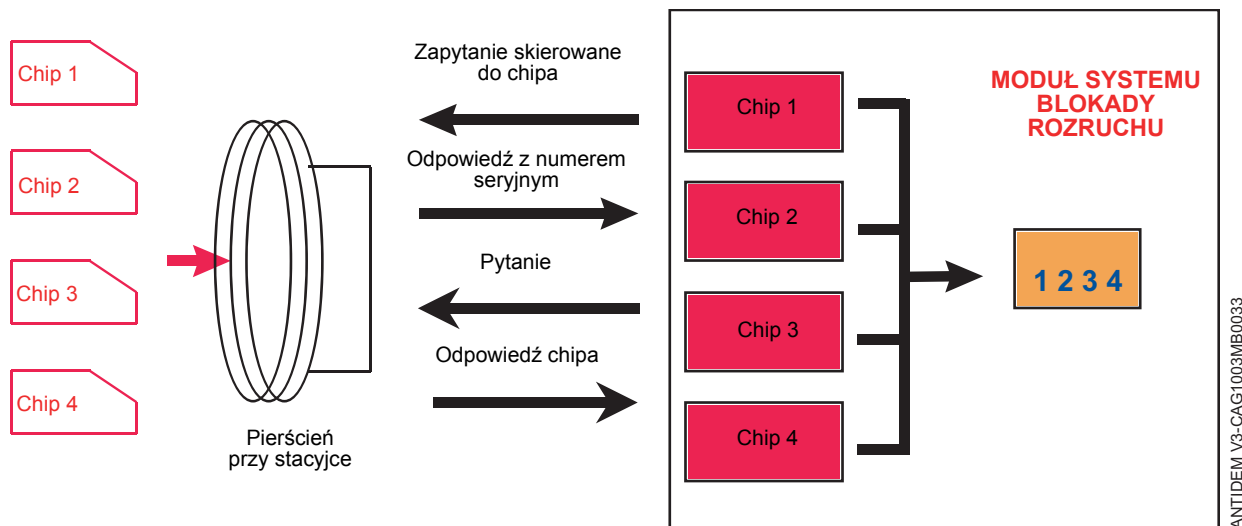 Chip 1
Chip 2
Chip 3
Chip 4
Pierścień
przy stacyjce
Zapytanie skierowane
do chipa
Odpowiedź z numerem
seryjnym
Pytanie
Odpowiedź chipa
Chip 1
Chip 2
Chip 3
Chip 4
MODUŁ SYSTEMU
BLOKADY
ROZRUCHU
1 2 3 4
ANTIDEM V3-CAG1003MB0033